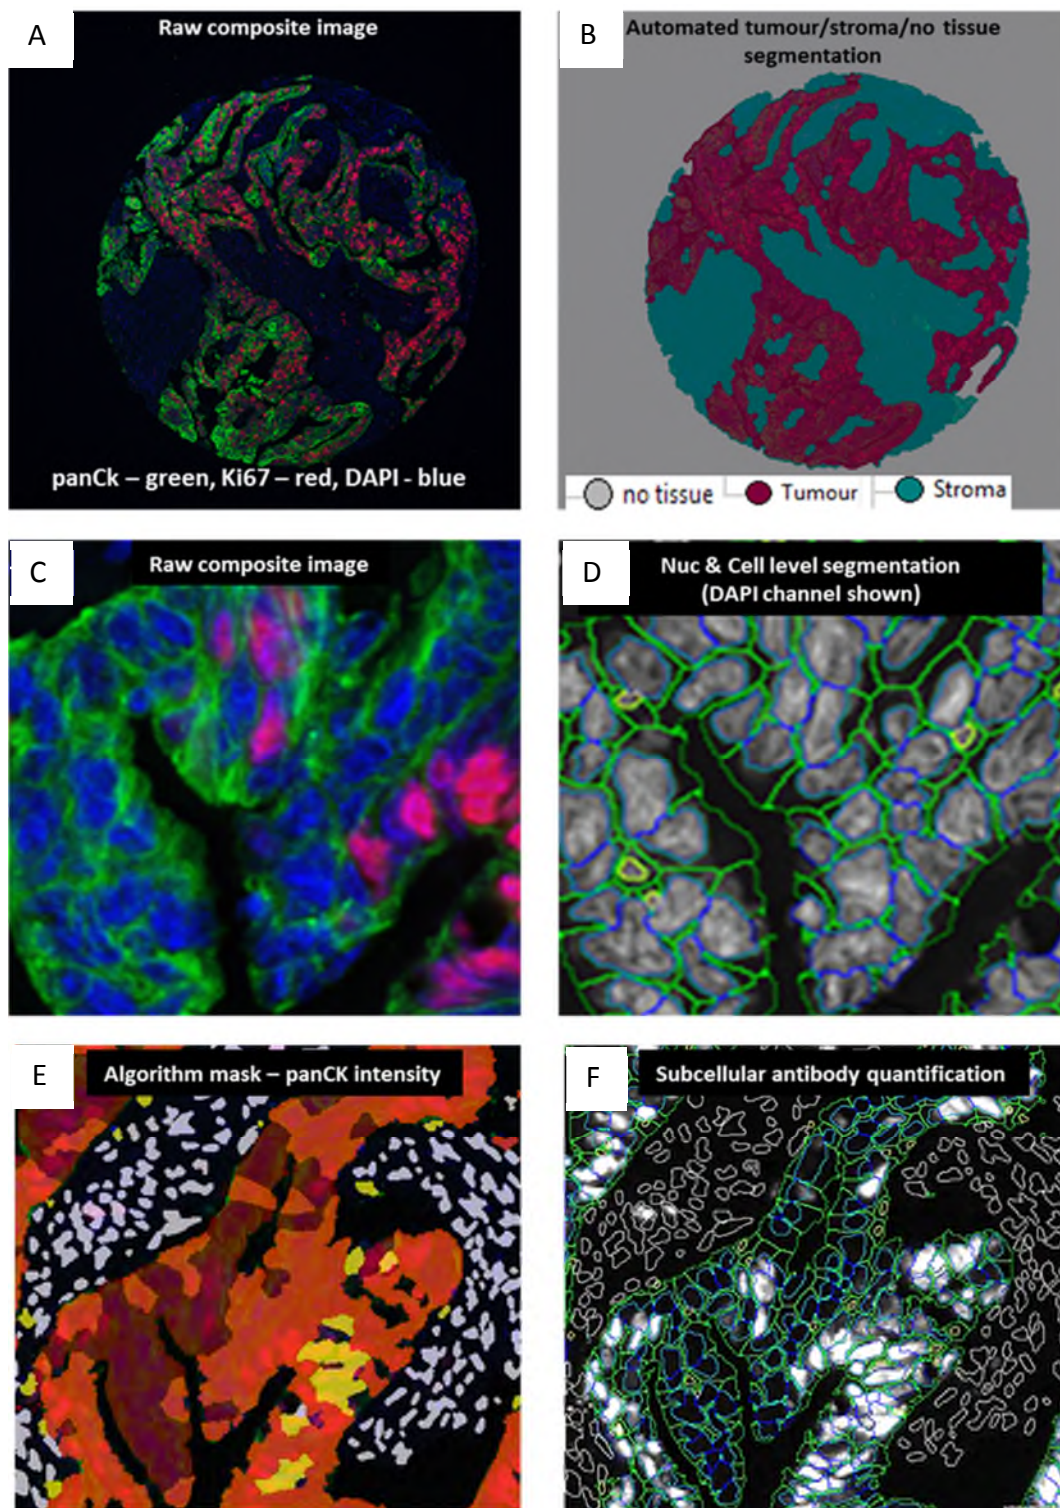 A
Raw composite image
panCk – green, Ki67 – red, DAPI - blue
B
Automated tumour/stroma/no tissue
segmentation
no tissue
Tumour
Stroma
C
Raw composite image
D
Nuc & Cell level segmentation
(DAPI channel shown)
E
Algorithm mask – panCK intensity
F
Subcellular antibody quantification